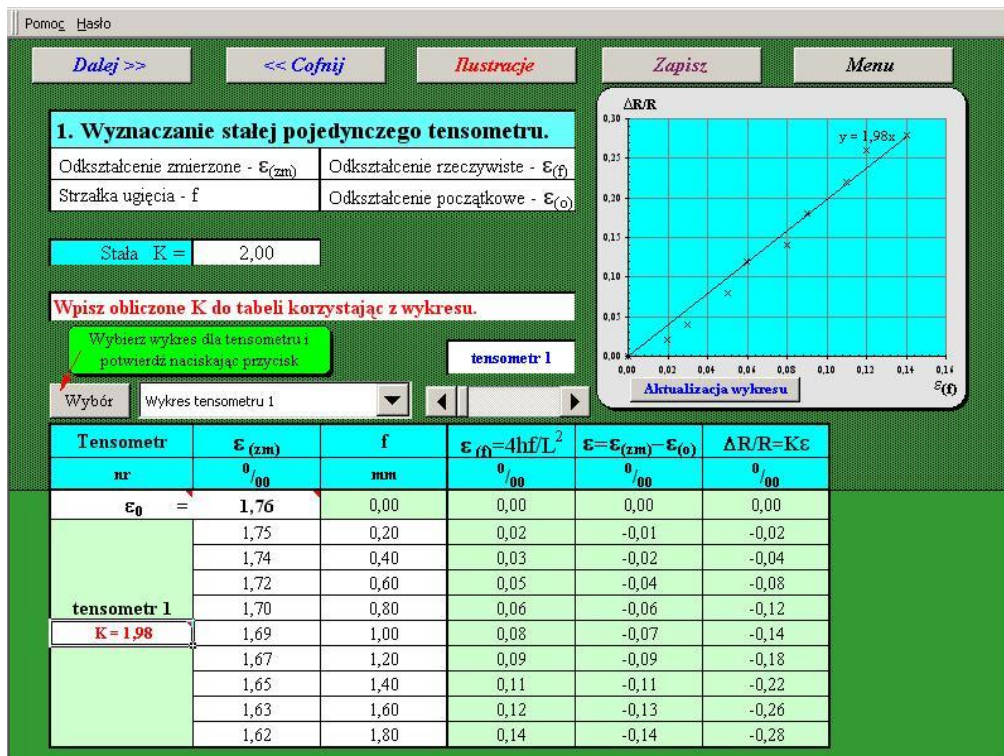 Pomoc Hasło
Dalej >> << Cofnij Ilustracje Zapisz Menu
1. Wyznaczanie stałej pojedynczego tensometru.
Odkształcenie zmierzone - ε(zm) Odkształcenie rzeczywiste - ε(f)
Strzałka ugięcia - f Odkształcenie początkowe - ε(o)
Stała K = 2,00
Wpisz obliczone K do tabeli korzystając z wykresu.
Wybierz wykres dla tensometru i
potwierdź naciskając przycisk
tensometr 1
Wybór Wykres tensometru 1
ΔR/R
y = 1,98x
0,30
0,25
0,20
0,15
0,10
0,05
0,00
0,00 0,02 0,04 0,06 0,08 0,10 0,12 0,14 0,16
Aktualizacja wykresu ε(f)
Tensometr ε(zm) f ε(f)=4hf/L² ε=ε(zm)−ε(o) ΔR/R=Kε
nr 0/00 mm 0/00 0/00 0/00
ε0 = 1,76 0,00 0,00 0,00 0,00
1,75 0,20 0,02 -0,01 -0,02
1,74 0,40 0,03 -0,02 -0,04
1,72 0,60 0,05 -0,04 -0,08
tensometr 1 1,70 0,80 0,06 -0,06 -0,12
K = 1,98 1,69 1,00 0,08 -0,07 -0,14
1,67 1,20 0,09 -0,09 -0,18
1,65 1,40 0,11 -0,11 -0,22
1,63 1,60 0,12 -0,13 -0,26
1,62 1,80 0,14 -0,14 -0,28